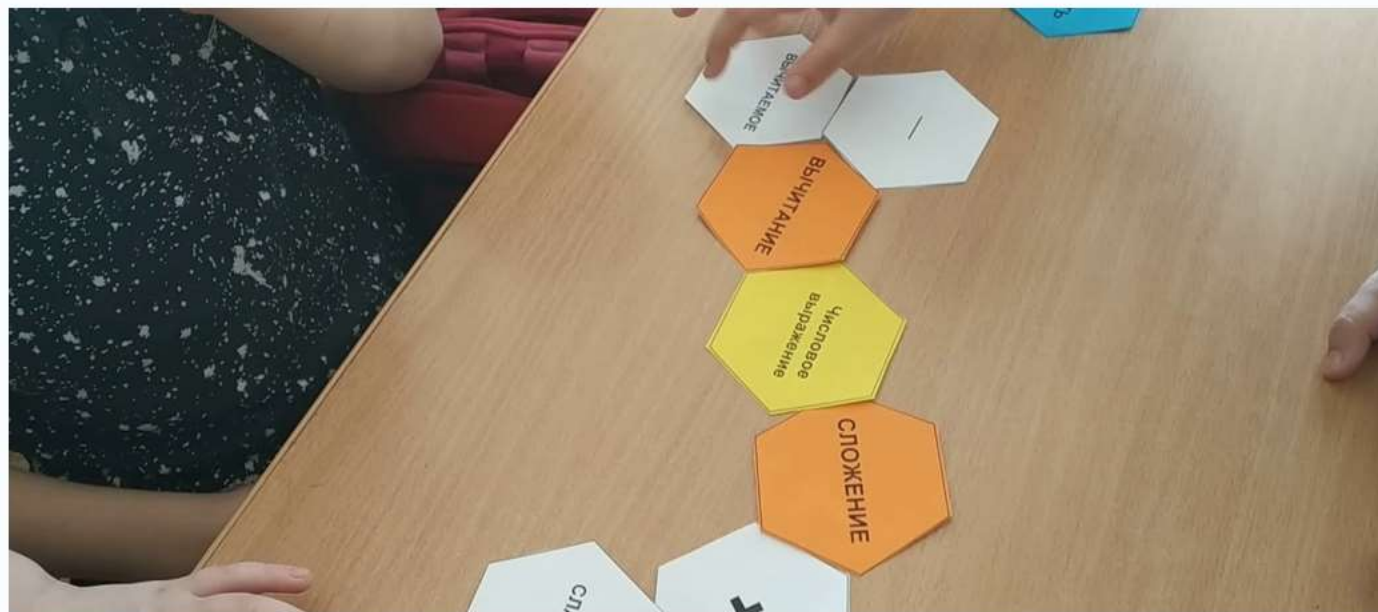 ВЫЧИТАЕМОЕ
—
ВЫЧИТАНИЕ
Числовое
выражение
СЛОЖЕНИЕ